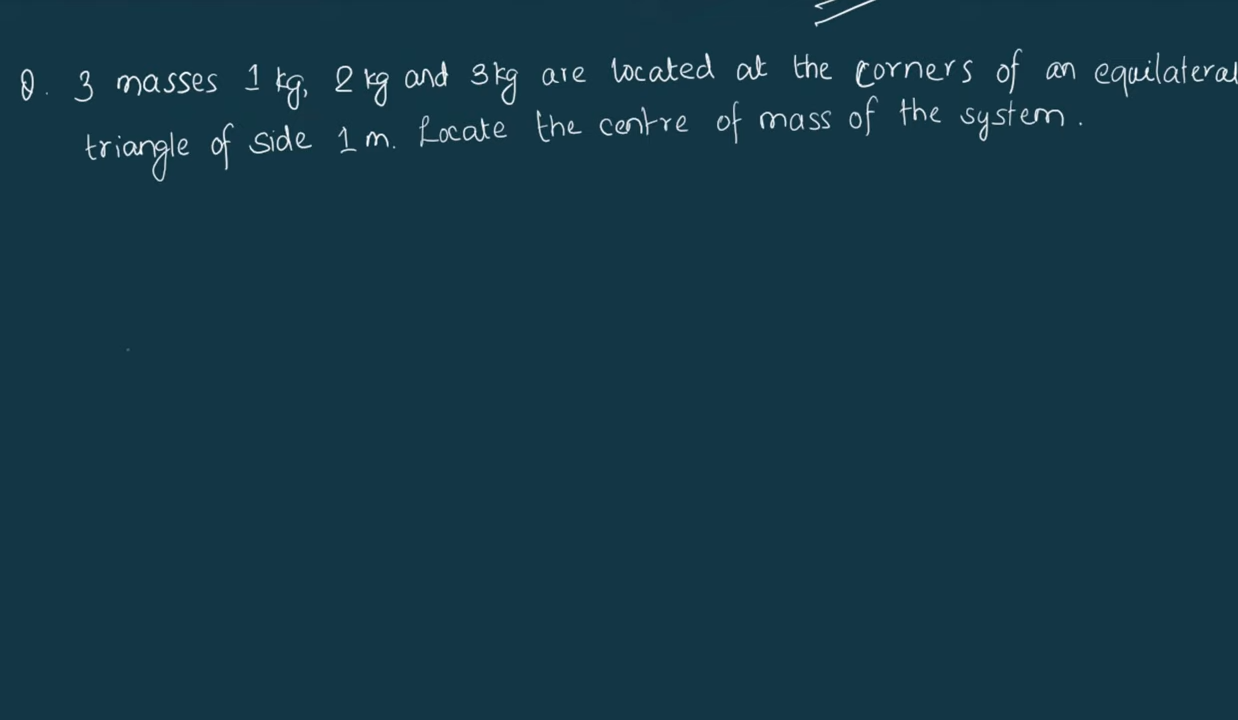 Q. 3 masses 1 kg, 2 kg and 3 kg are located at the corners of an equilateral
triangle of side 1 m. Locate the centre of mass of the system.